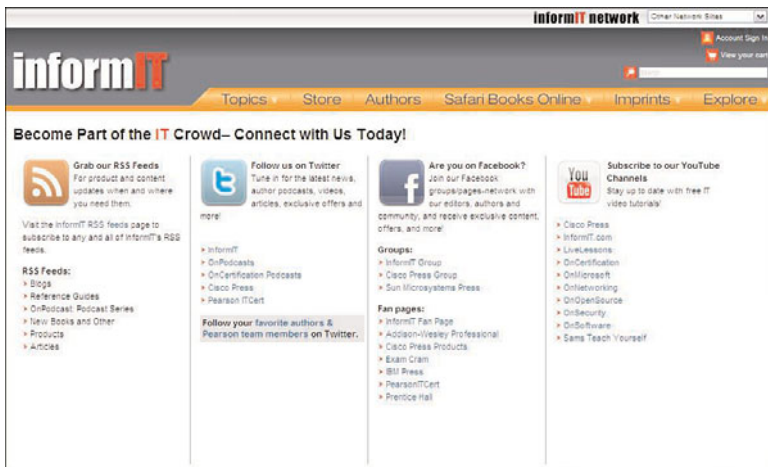 informIT network Other Network Sites
Account Sign In
View your cart
informIT
Topics Store Authors Safari Books Online Imprints Explore
Become Part of the IT Crowd– Connect with Us Today!
Grab our RSS Feeds
For product and content
updates when and where
you need them.
Visit the InformIT RSS feeds page to
subscribe to any and all of InformIT's RSS
feeds.
RSS Feeds:
Blogs
Reference Guides
OnPodcast: Podcast Series
New Books and Other
Products
Articles
Follow us on Twitter
Tune in for the latest news,
author podcasts, videos,
articles, exclusive offers and
more!
InformIT
OnPodcasts
OnCertification Podcasts
Cisco Press
Pearson ITCert
Follow your favorite authors &
Pearson team members on Twitter.
Are you on Facebook?
Join our Facebook
groups/pages-network with
our editors, authors and
community, and receive exclusive content,
offers, and more!
Groups:
InformIT Group
Cisco Press Group
Sun Microsystems Press
Fan pages:
InformIT Fan Page
Addison-Wesley Professional
Cisco Press Products
Exam Cram
IBM Press
PearsonITCert
Prentice Hall
You
Tube
Subscribe to our YouTube
Channels
Stay up to date with free IT
video tutorials!
Cisco Press
InformIT.com
LiveLessons
OnCertification
OnMicrosoft
OnNetworking
OnOpenSource
OnSecurity
OnSoftware
Sams Teach Yourself